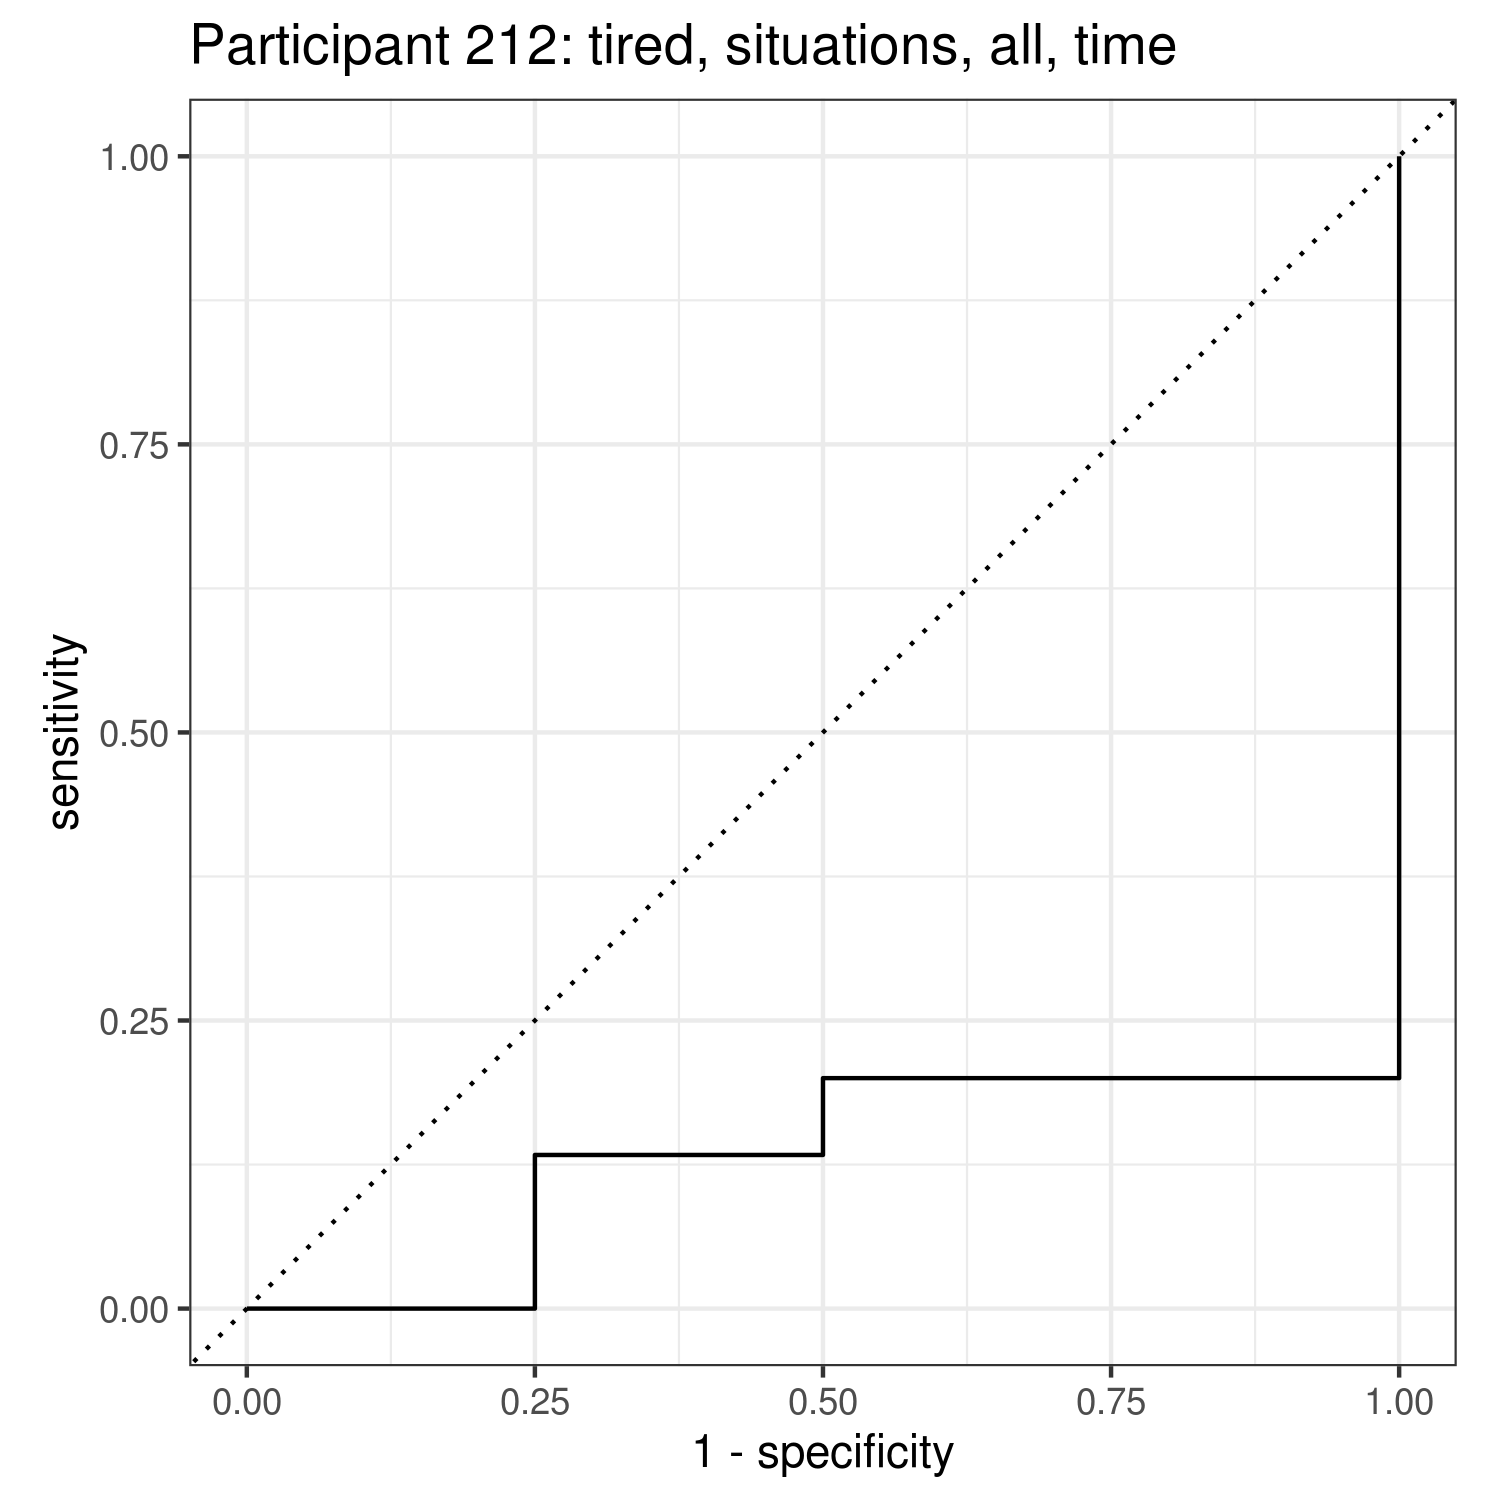 Participant 212: tired, situations, all, time
1.00
0.75
0.50
0.25
0.00
sensitivity
0.00 0.25 0.50 0.75 1.00
1 - specificity